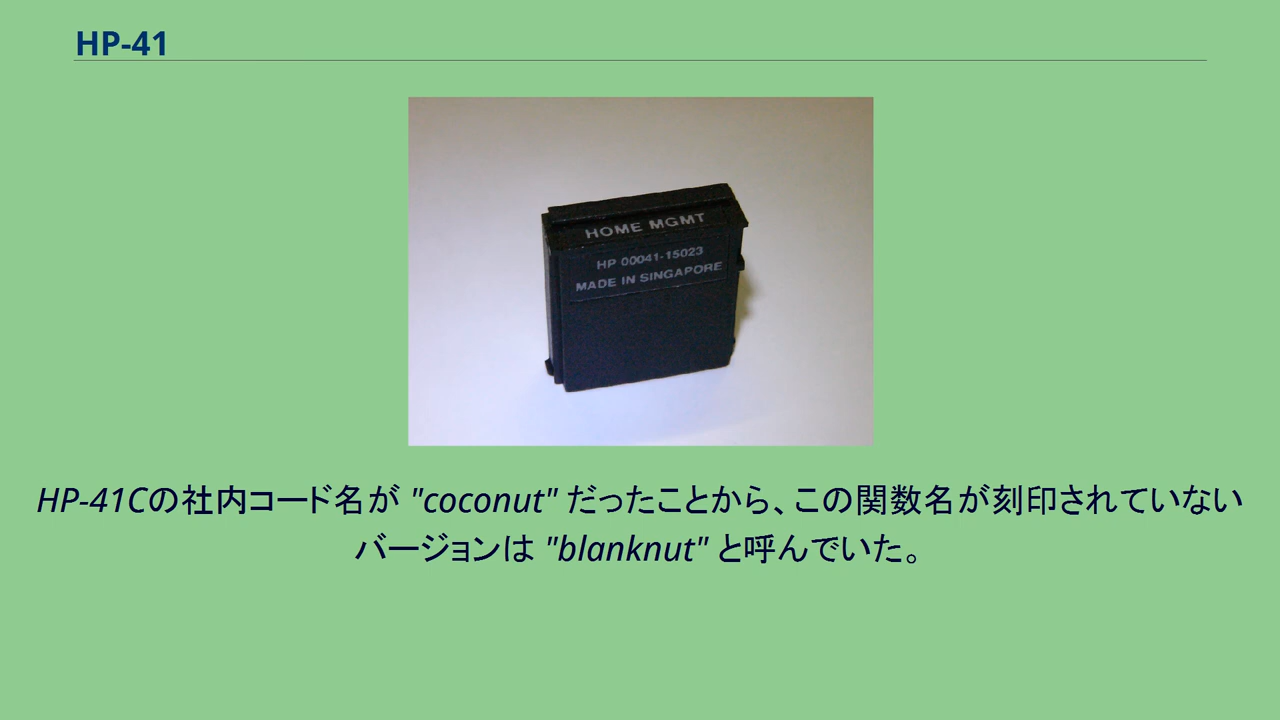 HP-41
HOME MGMT
HP 00041-15023
MADE IN SINGAPORE
HP-41Cの社内コード名が "coconut" だったことから、この関数名が刻印されていない
バージョンは "blanknut" と呼んでいた。